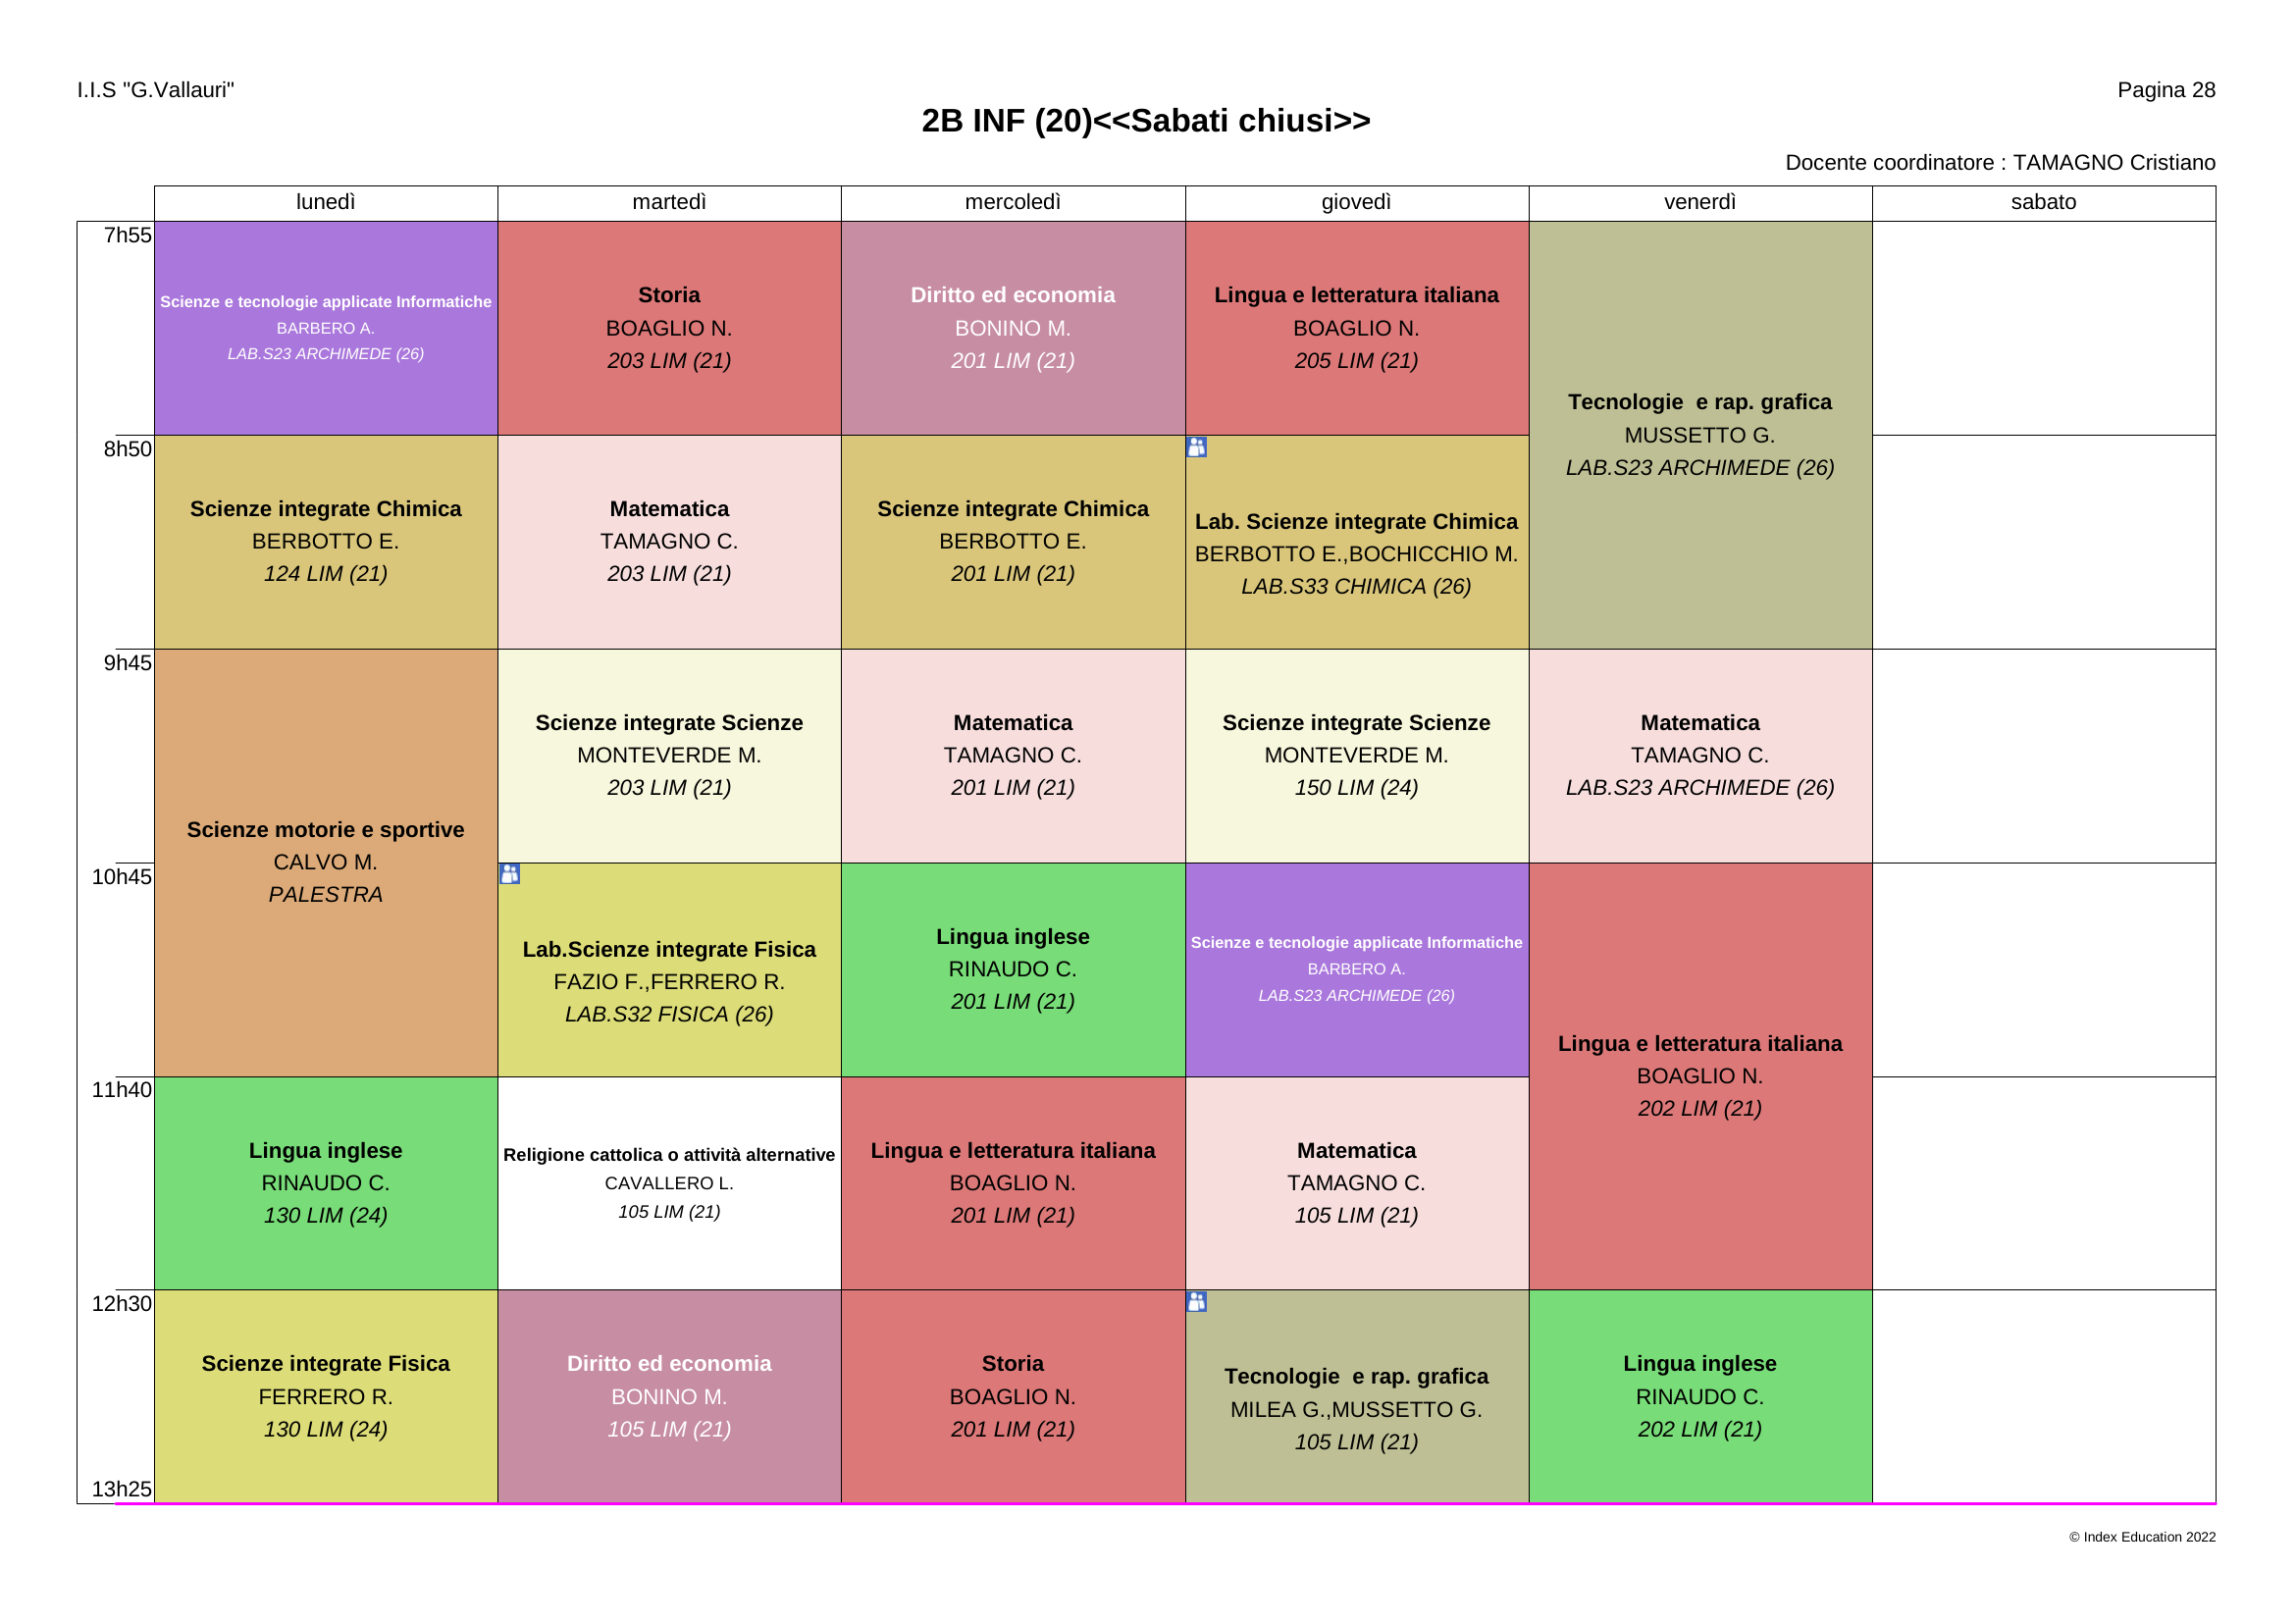 I.I.S "G.Vallauri"
Pagina 28
2B INF (20)<<Sabati chiusi>>
Docente coordinatore : TAMAGNO Cristiano
lunedì martedì mercoledì giovedì venerdì sabato
7h55
Scienze e tecnologie applicate Informatiche
BARBERO A.
LAB.S23 ARCHIMEDE (26)
Storia
BOAGLIO N.
203 LIM (21)
Diritto ed economia
BONINO M.
201 LIM (21)
Lingua e letteratura italiana
BOAGLIO N.
205 LIM (21)
Tecnologie  e rap. grafica
MUSSETTO G.
LAB.S23 ARCHIMEDE (26)
8h50
Scienze integrate Chimica
BERBOTTO E.
124 LIM (21)
Matematica
TAMAGNO C.
203 LIM (21)
Scienze integrate Chimica
BERBOTTO E.
201 LIM (21)
Lab. Scienze integrate Chimica
BERBOTTO E.,BOCHICCHIO M.
LAB.S33 CHIMICA (26)
9h45
Scienze motorie e sportive
CALVO M.
PALESTRA
Scienze integrate Scienze
MONTEVERDE M.
203 LIM (21)
Matematica
TAMAGNO C.
201 LIM (21)
Scienze integrate Scienze
MONTEVERDE M.
150 LIM (24)
Matematica
TAMAGNO C.
LAB.S23 ARCHIMEDE (26)
10h45
Lab.Scienze integrate Fisica
FAZIO F.,FERRERO R.
LAB.S32 FISICA (26)
Lingua inglese
RINAUDO C.
201 LIM (21)
Scienze e tecnologie applicate Informatiche
BARBERO A.
LAB.S23 ARCHIMEDE (26)
Lingua e letteratura italiana
BOAGLIO N.
202 LIM (21)
11h40
Lingua inglese
RINAUDO C.
130 LIM (24)
Religione cattolica o attività alternative
CAVALLERO L.
105 LIM (21)
Lingua e letteratura italiana
BOAGLIO N.
201 LIM (21)
Matematica
TAMAGNO C.
105 LIM (21)
12h30
Scienze integrate Fisica
FERRERO R.
130 LIM (24)
Diritto ed economia
BONINO M.
105 LIM (21)
Storia
BOAGLIO N.
201 LIM (21)
Tecnologie  e rap. grafica
MILEA G.,MUSSETTO G.
105 LIM (21)
Lingua inglese
RINAUDO C.
202 LIM (21)
13h25
© Index Education 2022